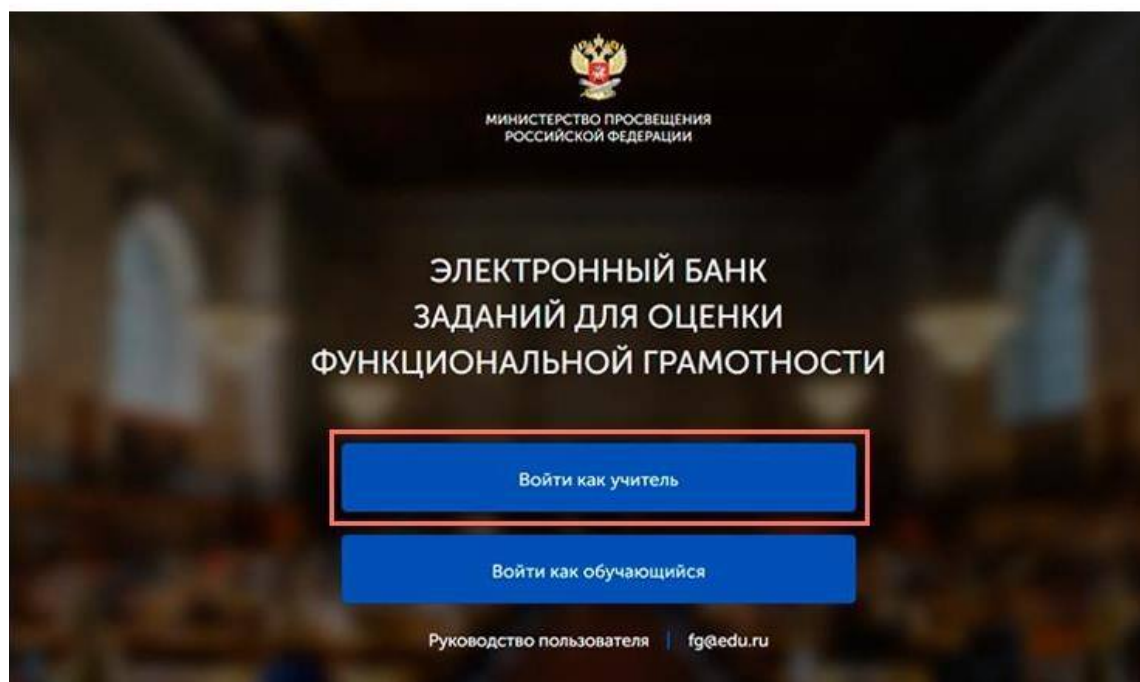 МИНИСТЕРСТВО ПРОСВЕЩЕНИЯ
РОССИЙСКОЙ ФЕДЕРАЦИИ
ЭЛЕКТРОННЫЙ БАНК
ЗАДАНИЙ ДЛЯ ОЦЕНКИ
ФУНКЦИОНАЛЬНОЙ ГРАМОТНОСТИ
Войти как учитель
Войти как обучающийся
Руководство пользователя | fg@edu.ru